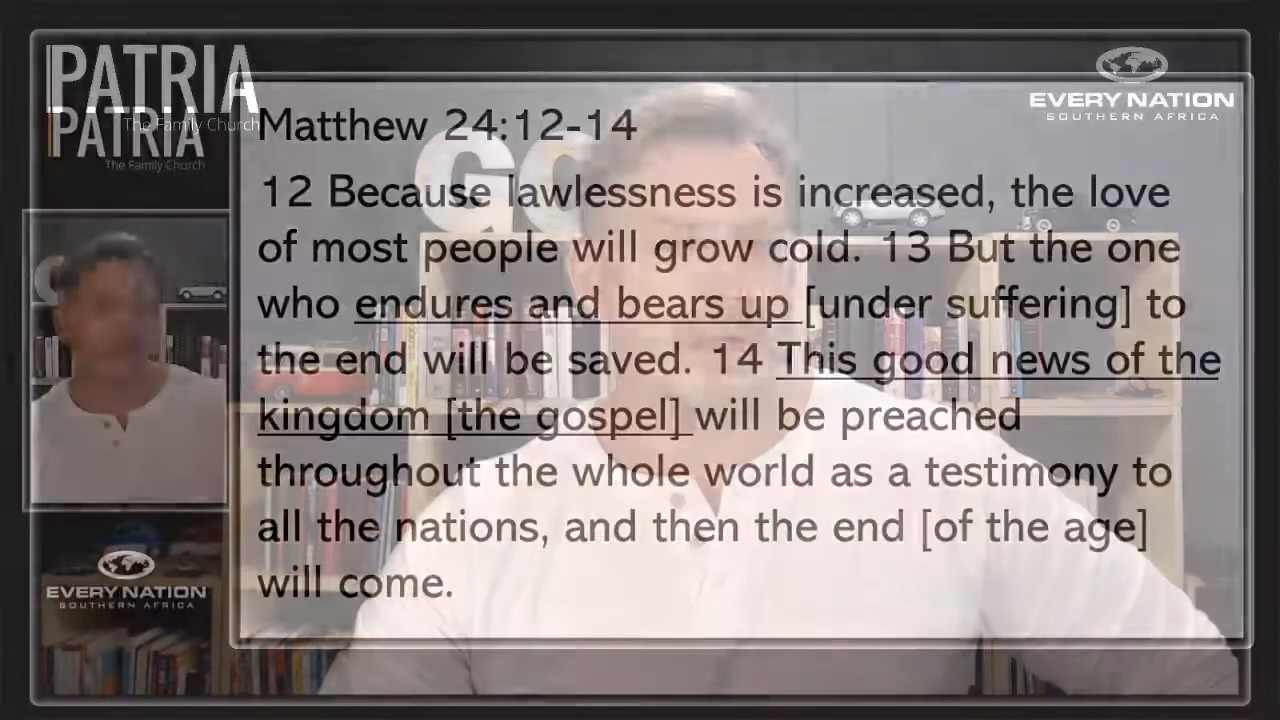 PATRIA
The Family Church
PATRIA
The Family Church
EVERY NATION
SOUTHERN AFRICA
Matthew 24:12-14
12 Because lawlessness is increased, the love
of most people will grow cold. 13 But the one
who endures and bears up [under suffering] to
the end will be saved. 14 This good news of the
kingdom [the gospel] will be preached
throughout the whole world as a testimony to
all the nations, and then the end [of the age]
will come.
GO
EVERY NATION
SOUTHERN AFRICA